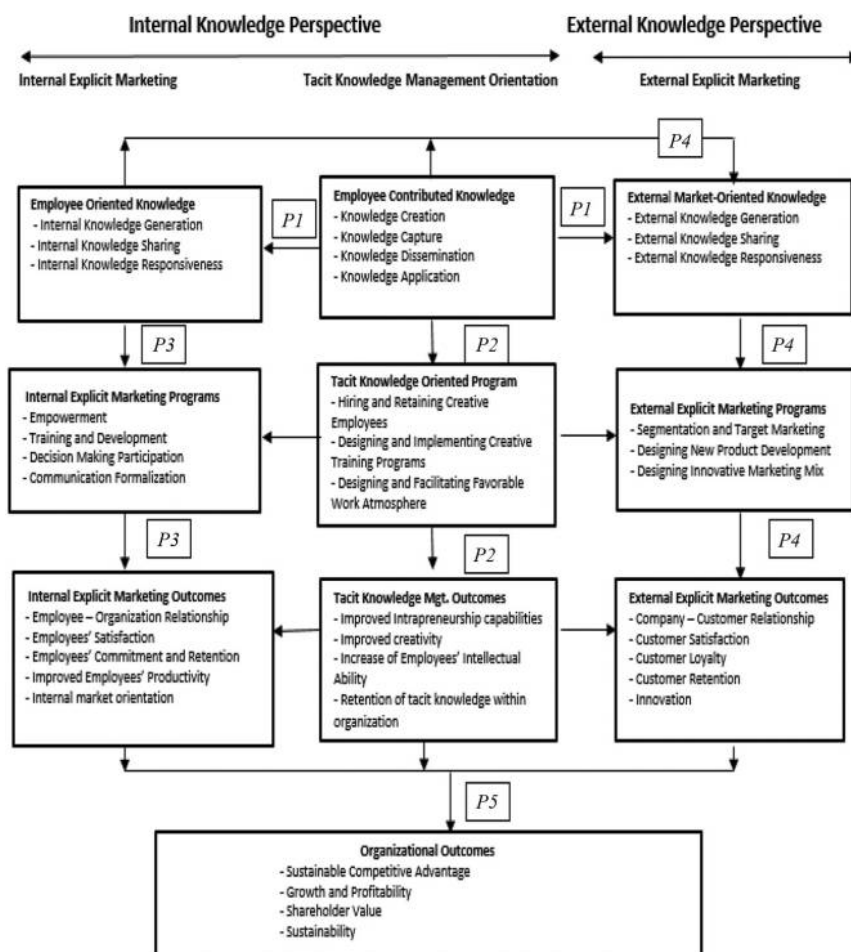 Internal Knowledge Perspective
External Knowledge Perspective
Internal Explicit Marketing
Tacit Knowledge Management Orientation
External Explicit Marketing
P4
Employee Oriented Knowledge
- Internal Knowledge Generation
- Internal Knowledge Sharing
- Internal Knowledge Responsiveness
P1
Employee Contributed Knowledge
- Knowledge Creation
- Knowledge Capture
- Knowledge Dissemination
- Knowledge Application
P1
External Market-Oriented Knowledge
- External Knowledge Generation
- External Knowledge Sharing
- External Knowledge Responsiveness
P3
P2
P4
Internal Explicit Marketing Programs
- Empowerment
- Training and Development
- Decision Making Participation
- Communication Formalization
Tacit Knowledge Oriented Program
- Hiring and Retaining Creative
Employees
- Designing and Implementing Creative
Training Programs
- Designing and Facilitating Favorable
Work Atmosphere
External Explicit Marketing Programs
- Segmentation and Target Marketing
- Designing New Product Development
- Designing Innovative Marketing Mix
P3
P2
P4
Internal Explicit Marketing Outcomes
- Employee – Organization Relationship
- Employees' Satisfaction
- Employees' Commitment and Retention
- Improved Employees' Productivity
- Internal market orientation
Tacit Knowledge Mgt. Outcomes
- Improved Intrapreneurship capabilities
- Improved creativity
- Increase of Employees' Intellectual
Ability
- Retention of tacit knowledge within
organization
External Explicit Marketing Outcomes
- Company – Customer Relationship
- Customer Satisfaction
- Customer Loyalty
- Customer Retention
- Innovation
P5
Organizational Outcomes
- Sustainable Competitive Advantage
- Growth and Profitability
- Shareholder Value
- Sustainability